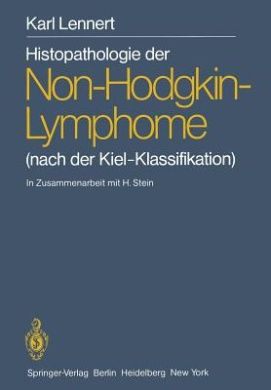 Karl Lennert
Histopathologie der
Non-Hodgkin-
Lymphome
(nach der Kiel-Klassifikation)
In Zusammenarbeit mit H. Stein
Springer-Verlag Berlin Heidelberg New York